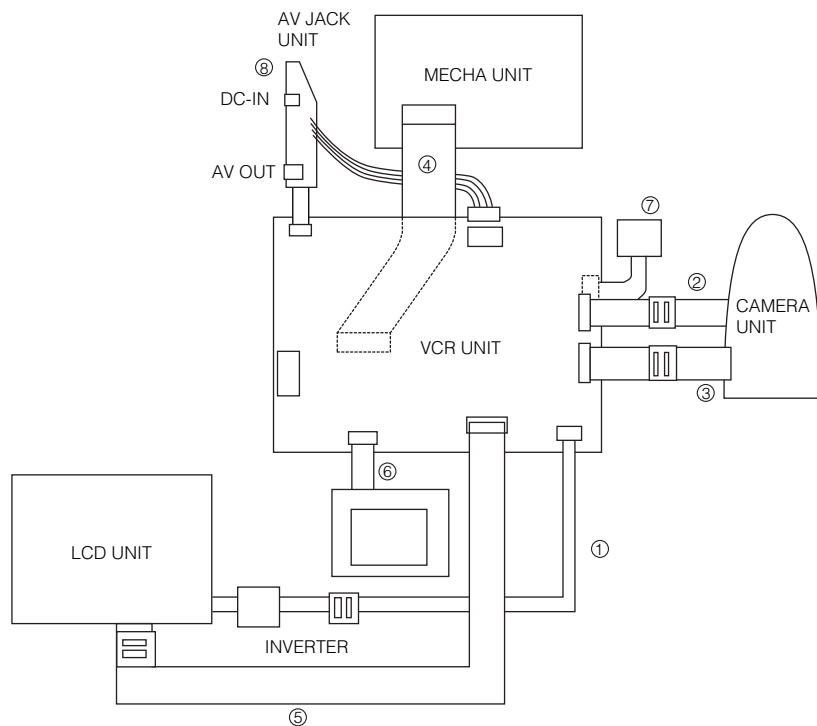 AV JACK
UNIT
⑧
MECHA UNIT
DC-IN
AV OUT
④
⑦
②
CAMERA
UNIT
VCR UNIT
③
⑥
LCD UNIT
①
INVERTER
⑤